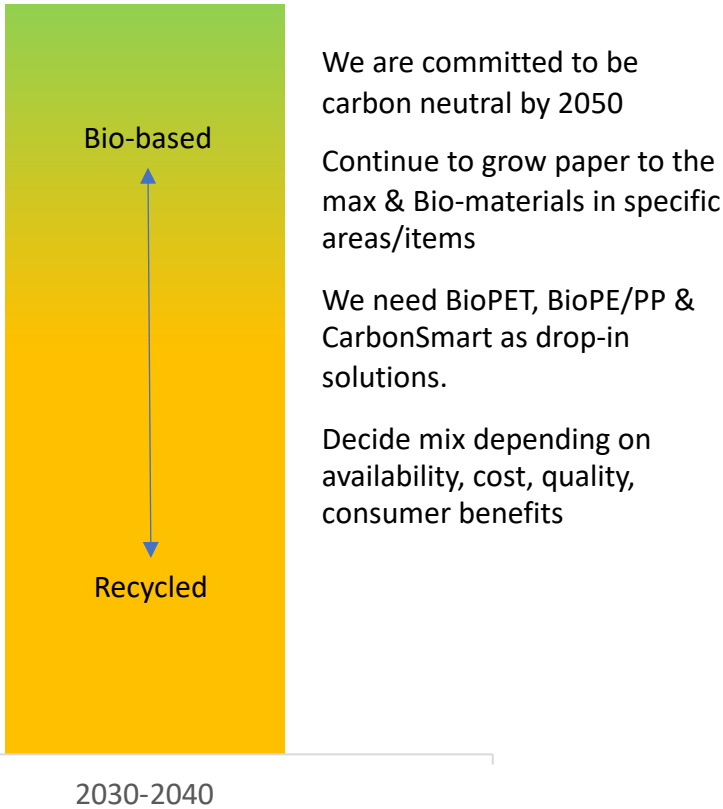 Bio-based
Recycled
2030-2040
We are committed to be
carbon neutral by 2050
Continue to grow paper to the
max & Bio-materials in specific
areas/items
We need BioPET, BioPE/PP &
CarbonSmart as drop-in
solutions.
Decide mix depending on
availability, cost, quality,
consumer benefits